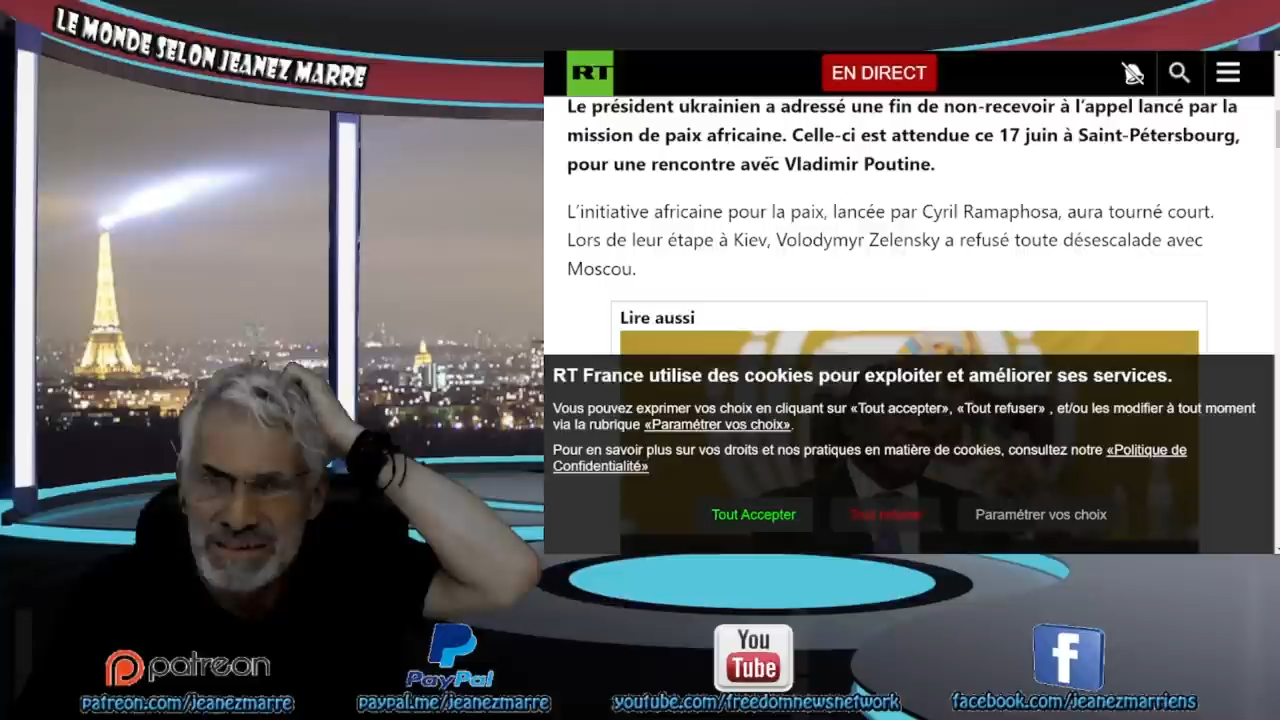 LE MONDE SELON JEANEZ MARRE
RT
EN DIRECT
Le président ukrainien a adressé une fin de non-recevoir à l'appel lancé par la
mission de paix africaine. Celle-ci est attendue ce 17 juin à Saint-Pétersbourg,
pour une rencontre avec Vladimir Poutine.
L'initiative africaine pour la paix, lancée par Cyril Ramaphosa, aura tourné court.
Lors de leur étape à Kiev, Volodymyr Zelensky a refusé toute désescalade avec
Moscou.
Lire aussi
RT France utilise des cookies pour exploiter et améliorer ses services.
Vous pouvez exprimer vos choix en cliquant sur «Tout accepter», «Tout refuser» , et/ou les modifier à tout moment
via la rubrique «Paramétrer vos choix».
Pour en savoir plus sur vos droits et nos pratiques en matière de cookies, consultez notre «Politique de
Confidentialité»
Tout Accepter
Tout refuser
Paramétrer vos choix
patreon
PayPal
You
Tube
f
patreon.com/jeanezmarre
paypal.me/jeanezmarre
youtube.com/freedomnewsnetwork
facebook.com/jeanezmarriens